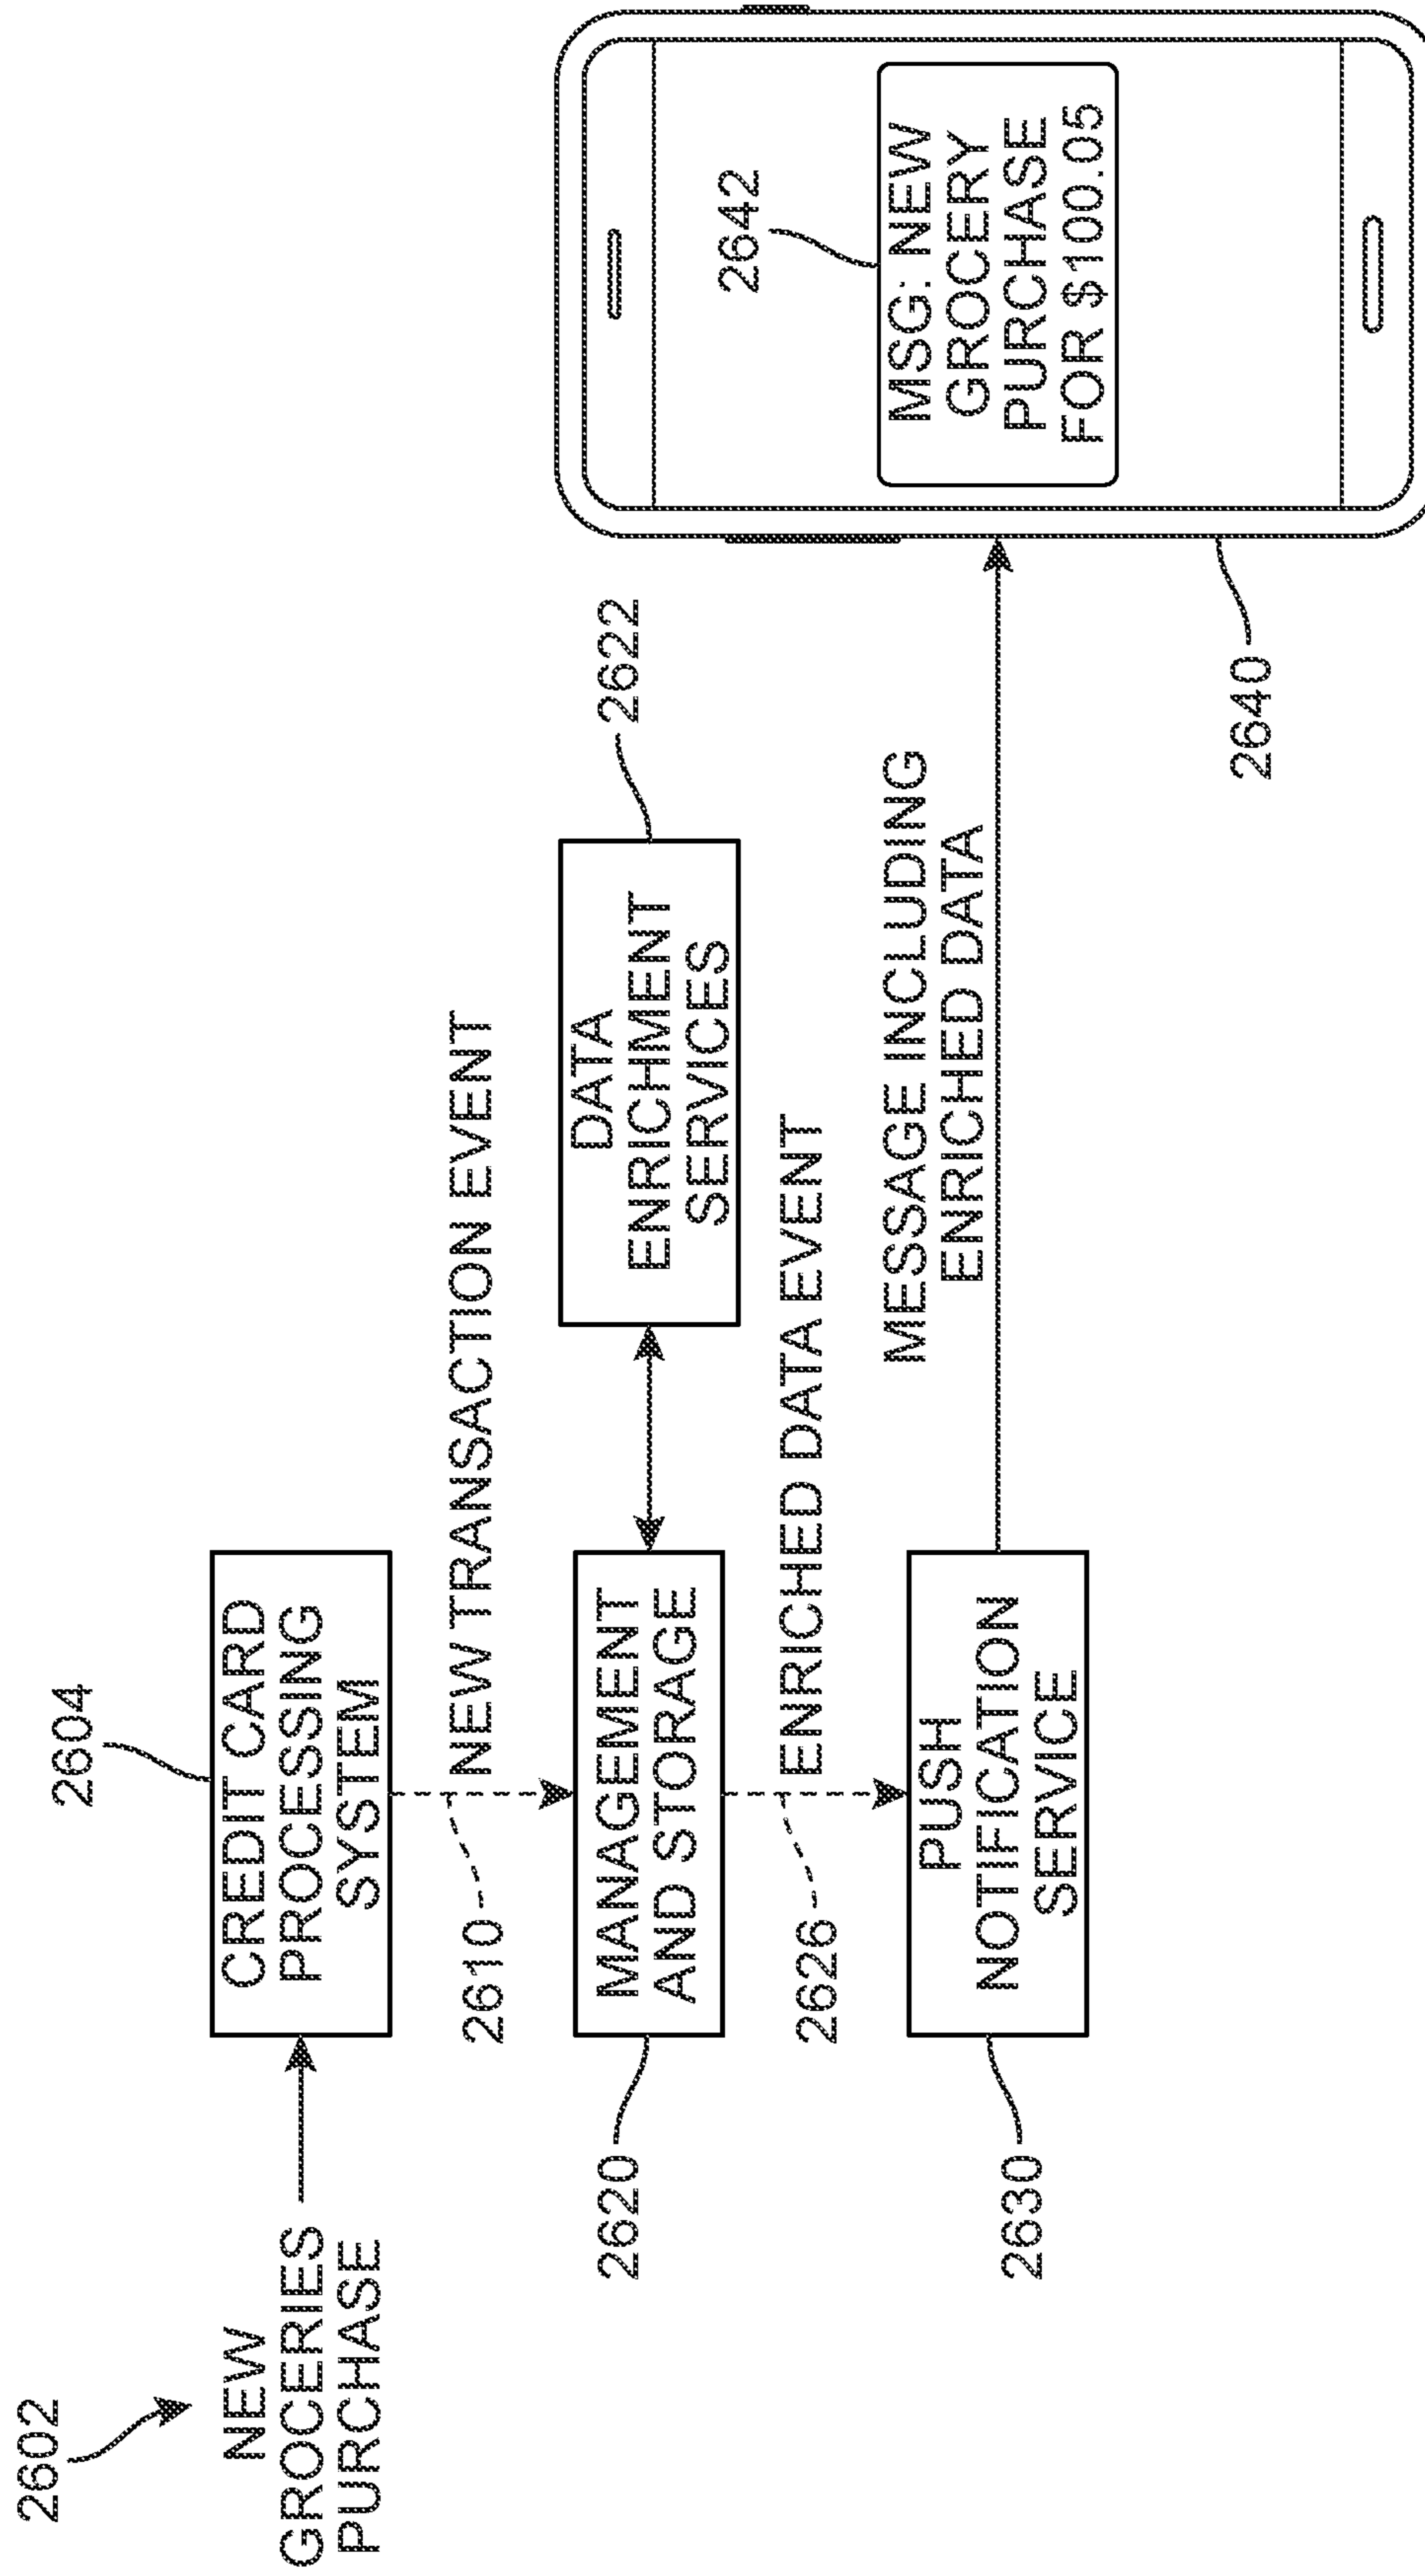 2602
NEW
GROCERIES
PURCHASE
2604
CREDIT CARD
PROCESSING
SYSTEM
2610
NEW TRANSACTION EVENT
2620
MANAGEMENT
AND STORAGE
DATA
ENRICHMENT
SERVICES
2622
2626
ENRICHED DATA EVENT
2630
PUSH
NOTIFICATION
SERVICE
MESSAGE INCLUDING
ENRICHED DATA
2640
2642
MSG: NEW
GROCERY
PURCHASE
FOR $100.05